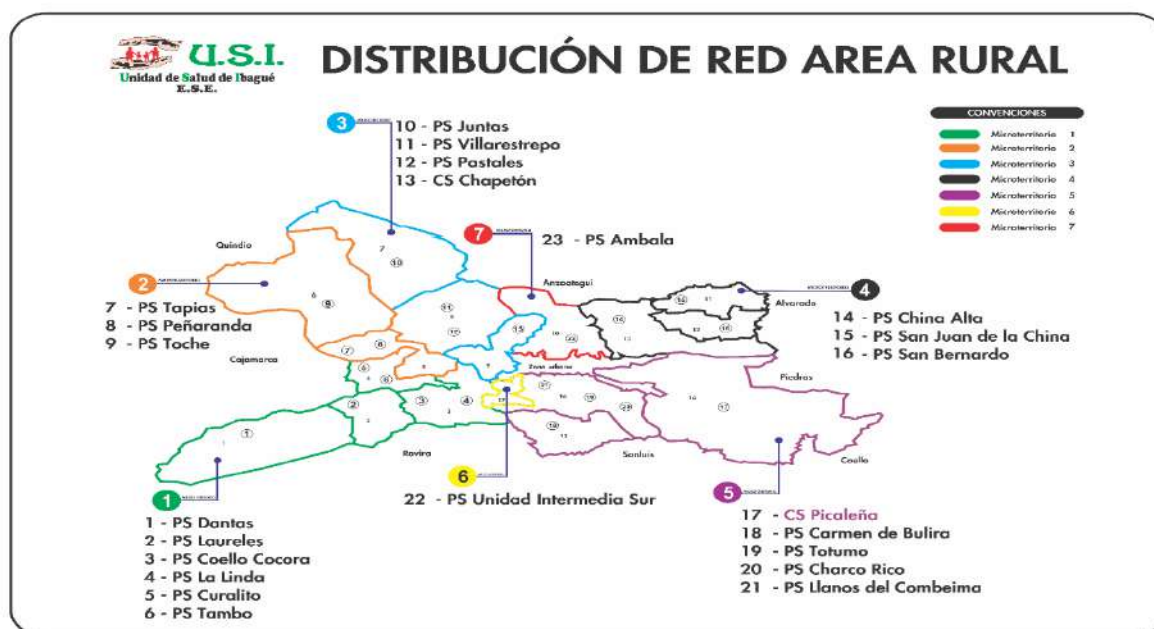 U.S.I.
Unidad de Salud de Ibagué
E.S.E.
DISTRIBUCIÓN DE RED AREA RURAL
CONVENCIONES
Microterritorio 1
Microterritorio 2
Microterritorio 3
Microterritorio 4
Microterritorio 5
Microterritorio 6
Microterritorio 7
3
10 - PS Juntas
11 - PS Villarestrepo
12 - PS Pastales
13 - CS Chapetón
7
23 - PS Ambala
Quindio
Anzoategui
2
7 - PS Tapias
8 - PS Peñaranda
9 - PS Toche
4
Alvarado
14 - PS China Alta
15 - PS San Juan de la China
16 - PS San Bernardo
Cajamarca
Zona urbana
Piedras
Rovira
Sanluis
Coello
6
22 - PS Unidad Intermedia Sur
1
1 - PS Dantas
2 - PS Laureles
3 - PS Coello Cocora
4 - PS La Linda
5 - PS Curalito
6 - PS Tambo
5
17 - CS Picaleña
18 - PS Carmen de Bulira
19 - PS Totumo
20 - PS Charco Rico
21 - PS Llanos del Combeima